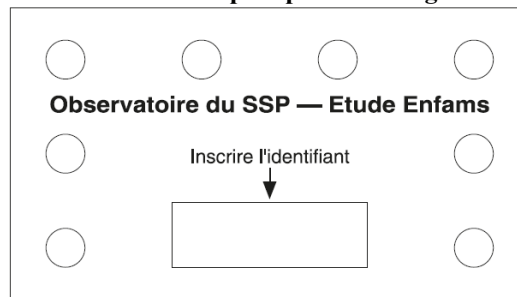 Observatoire du SSP — Etude Enfams
Inscrire l'identifiant